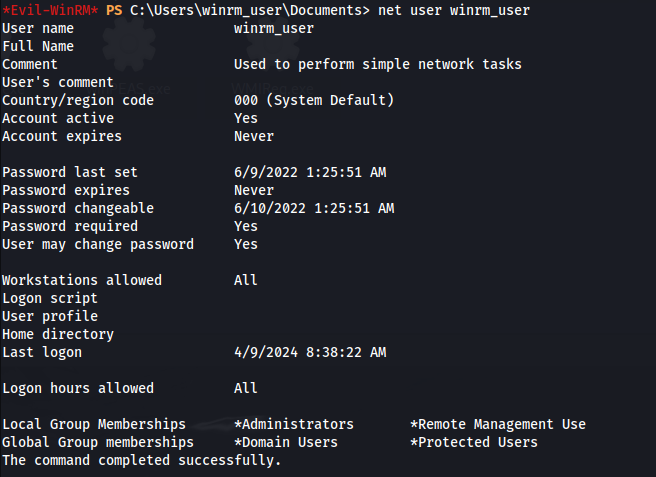 *Evil-WinRM* PS C:\Users\winrm_user\Documents> net user winrm_user
User name                    winrm_user
Full Name
Comment                      Used to perform simple network tasks
User's comment
Country/region code          000 (System Default)
Account active               Yes
Account expires              Never

Password last set            6/9/2022 1:25:51 AM
Password expires             Never
Password changeable          6/10/2022 1:25:51 AM
Password required            Yes
User may change password     Yes

Workstations allowed         All
Logon script
User profile
Home directory
Last logon                   4/9/2024 8:38:22 AM

Logon hours allowed          All

Local Group Memberships      *Administrators       *Remote Management Use
Global Group memberships     *Domain Users         *Protected Users
The command completed successfully.